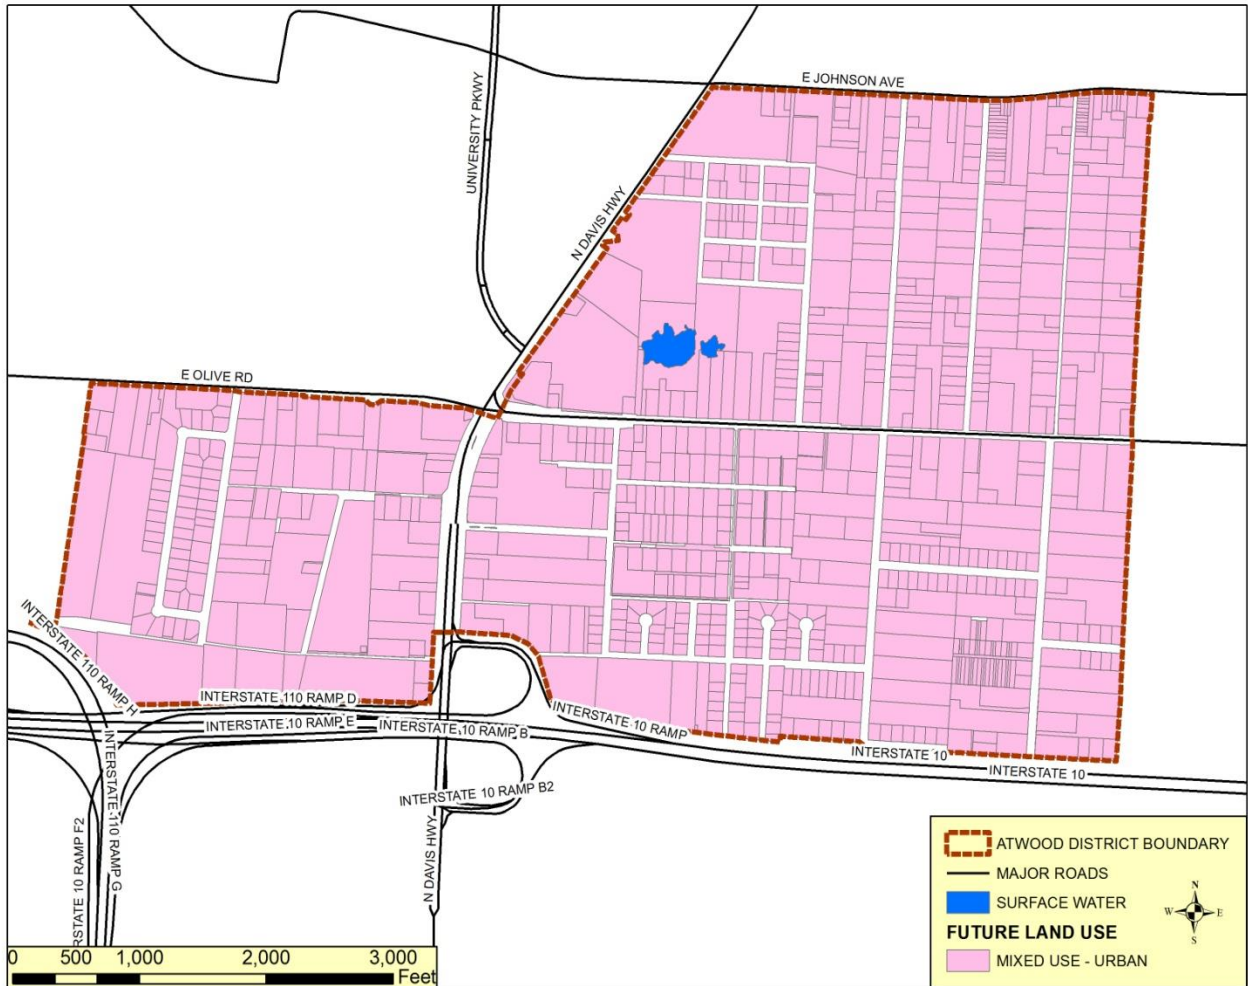 E JOHNSON AVE
UNIVERSITY PKWY
N DAVIS HWY
E OLIVE RD
INTERSTATE 110 RAMP H
INTERSTATE 110 RAMP D
INTERSTATE 10 RAMP E
INTERSTATE 10 RAMP B
INTERSTATE 10 RAMP
INTERSTATE 10
INTERSTATE 10
INTERSTATE 10 RAMP B2
INTERSTATE 110 RAMP G
RSTATE 10 RAMP F2
N DAVIS HWY
ATWOOD DISTRICT BOUNDARY
MAJOR ROADS
SURFACE WATER
FUTURE LAND USE
MIXED USE - URBAN
N
W E
S
0 500 1,000 2,000 3,000
Feet